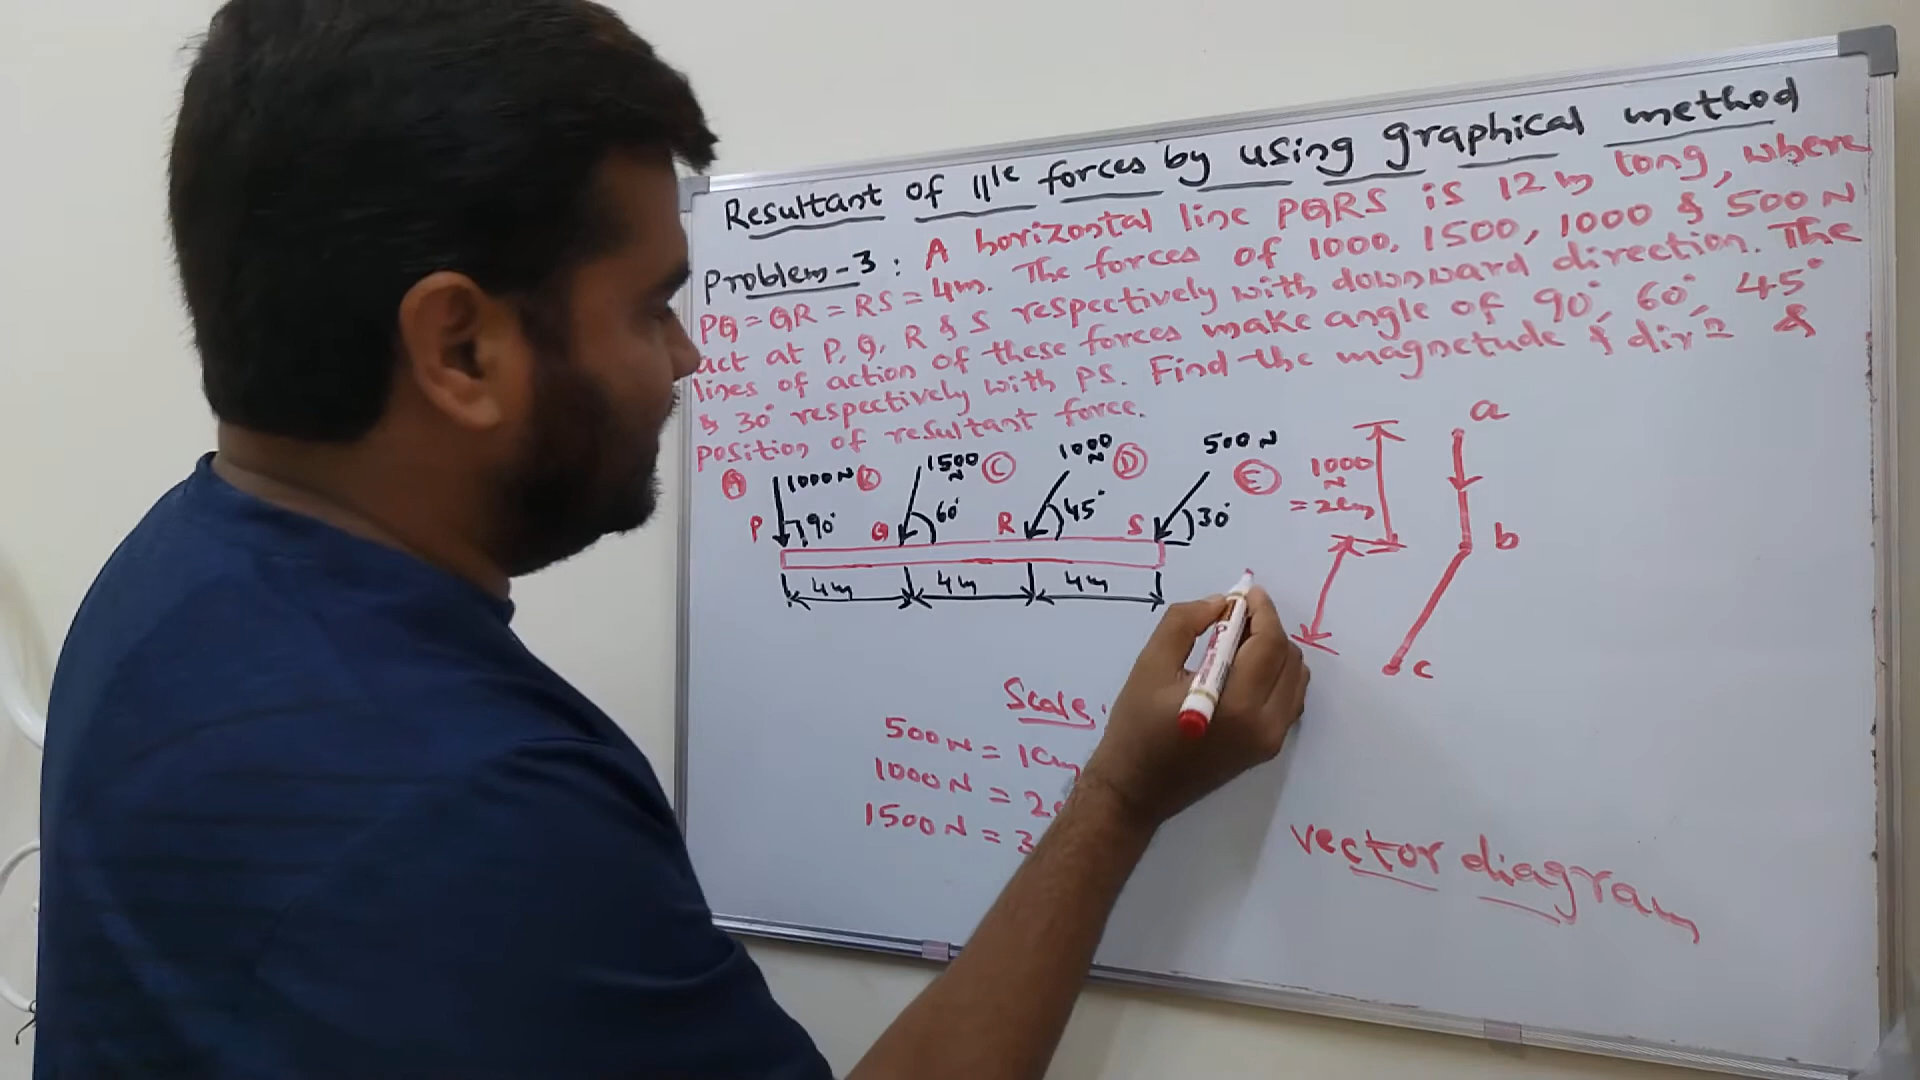 Resultant of 11le forces by using graphical method
Problem-3: A horizontal line PQRS is 12 m long, where
PQ = QR = RS = 4m. The forces of 1000, 1500, 1000 & 500 N
act at P, Q, R & S respectively with downward direction. The
lines of action of these forces make angle of 90°, 60°, 45°
& 30° respectively with PS. Find the magnetude & dirn &
position of resultant force.
A 1000N B 1500 N C 1000 N D 500 N E
P 90° Q 60° R 45° S 30°
4m 4m 4m
a
1000
N
= 2cm
b
c
Scale:
500 N = 1cm
1000 N =
1500 N = 3
Vector diagram